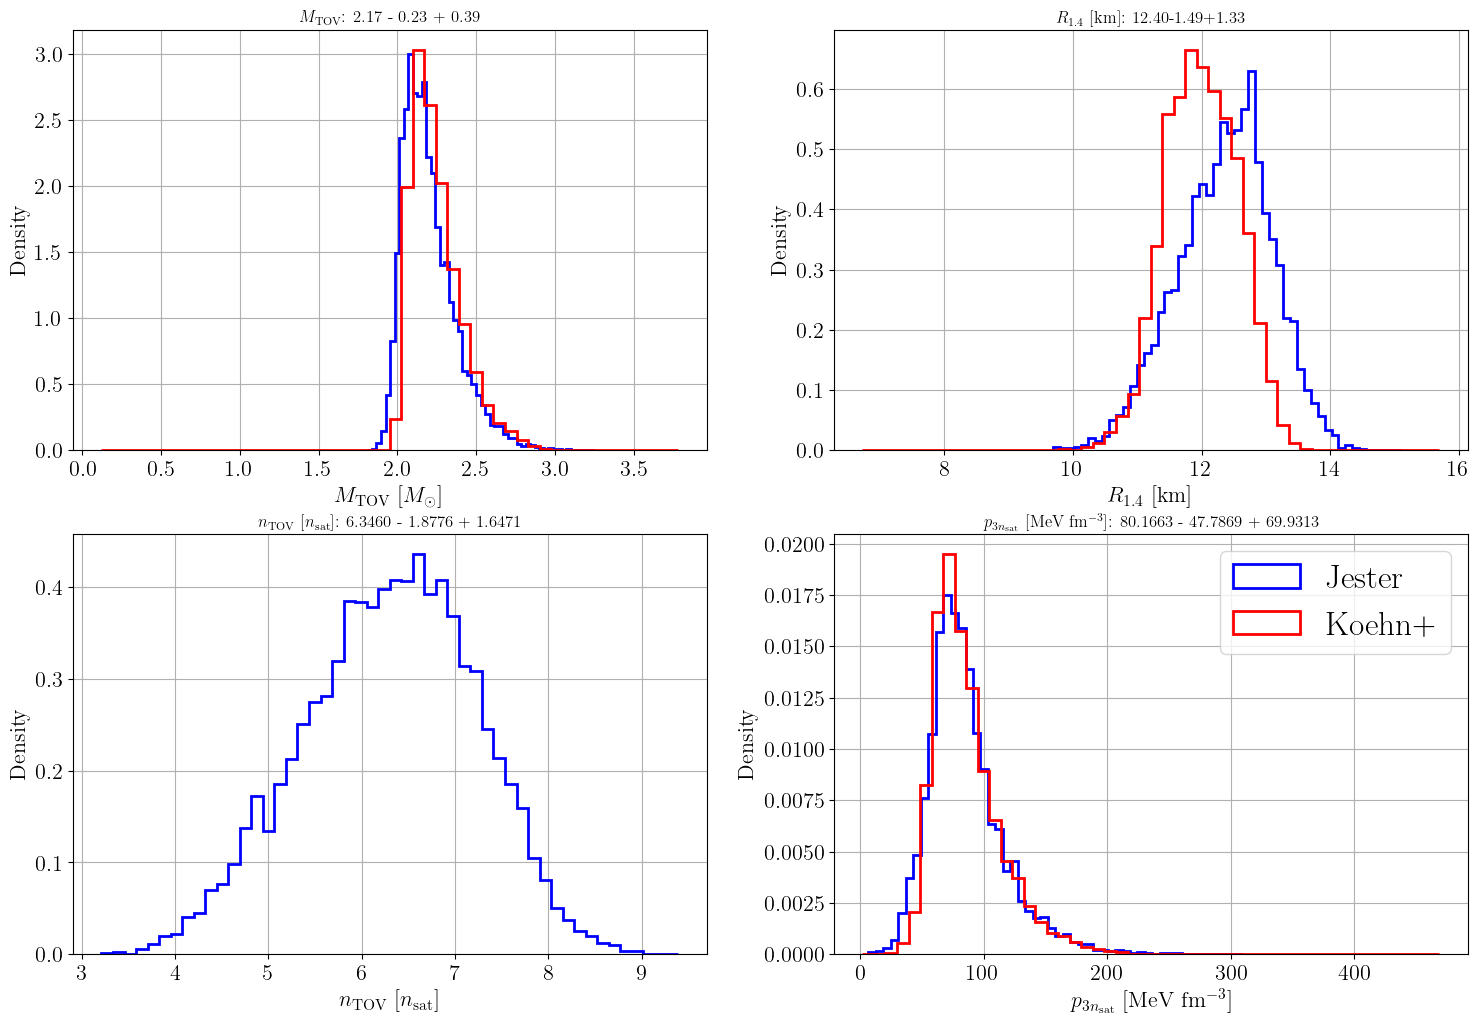 M_TOV: 2.17 - 0.23 + 0.39
Density
3.0
2.5
2.0
1.5
1.0
0.5
0.0
0.0 0.5 1.0 1.5 2.0 2.5 3.0 3.5
M_TOV [M_⊙]
R_1.4 [km]: 12.40-1.49+1.33
Density
0.6
0.5
0.4
0.3
0.2
0.1
0.0
8 10 12 14 16
R_1.4 [km]
n_TOV [n_sat]: 6.3460 - 1.8776 + 1.6471
Density
0.4
0.3
0.2
0.1
0.0
3 4 5 6 7 8 9
n_TOV [n_sat]
p_3n_sat [MeV fm⁻³]: 80.1663 - 47.7869 + 69.9313
Density
0.0200
0.0175
0.0150
0.0125
0.0100
0.0075
0.0050
0.0025
0.0000
0 100 200 300 400
p_3n_sat [MeV fm⁻³]
Jester
Koehn+